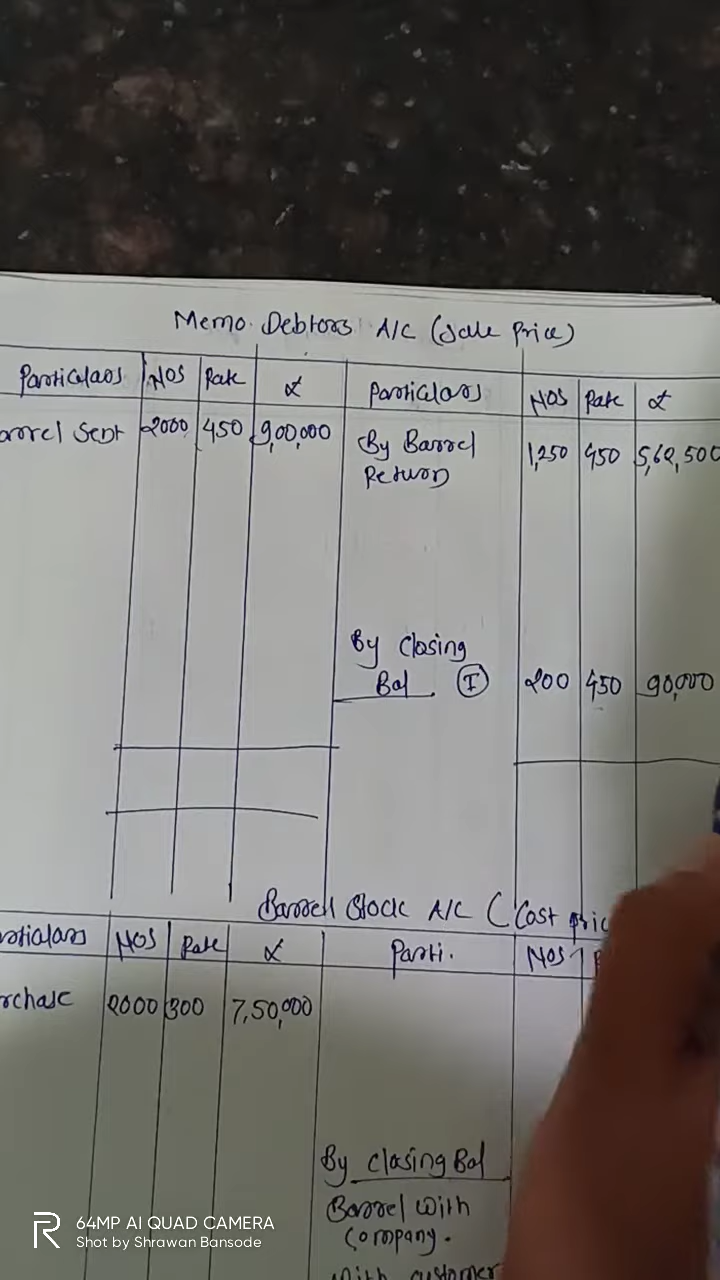 Memo. Debtors A/C (Sale Price)
Particulars NOS Rate ₹ Particulars NOS Rate ₹
arrel Sent 2000 450 9,00,000 By Barrel 1,250 450 5,62,500
Return
By Closing
Bal. I 200 450 90,000
Barrel Stock A/C (Cost pric
rticulars NOS Rate ₹ Parti. NOS
rchase 2000 300 7,50,000
By Closing Bal
Barrel with
Company.
With customer
64MP AI QUAD CAMERA
Shot by Shrawan Bansode